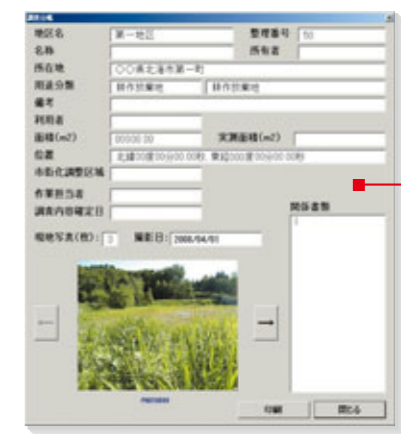 調査台帳
地区名 第一地区 整理番号 50
名称 所有者
所在地 〇〇県北海市第一町
用途分類 耕作放棄地 耕作放棄地
備考
利用者
面積(m2) 00000.00 実測面積(m2)
位置 北緯00度00分00.00秒 東経000度00分00.00秒
市街化調整区域
作業担当者
調査内容確定日
関係書類
現地写真(枚): 3 撮影日: 2008/04/01
←
→
印刷 閉じる